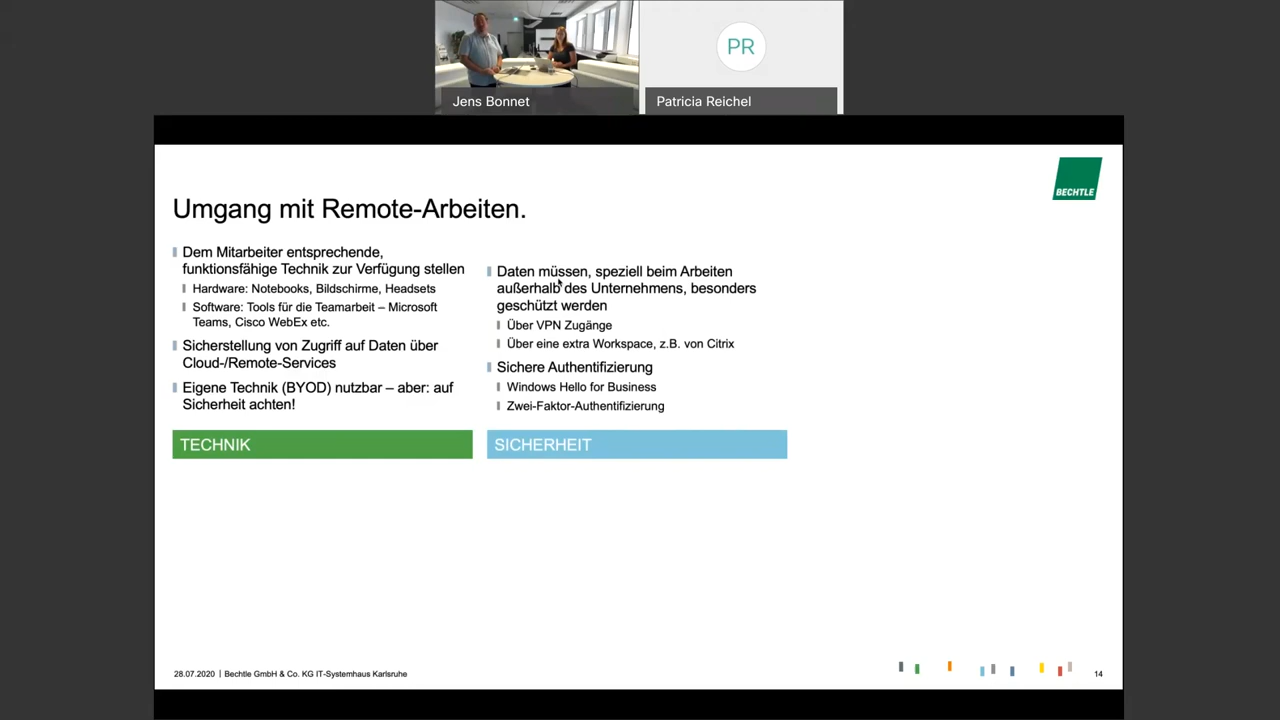 PR
Jens Bonnet
Patricia Reichel
BECHTLE
Umgang mit Remote-Arbeiten.
Dem Mitarbeiter entsprechende,
funktionsfähige Technik zur Verfügung stellen
Hardware: Notebooks, Bildschirme, Headsets
Software: Tools für die Teamarbeit – Microsoft
Teams, Cisco WebEx etc.
Sicherstellung von Zugriff auf Daten über
Cloud-/Remote-Services
Eigene Technik (BYOD) nutzbar – aber: auf
Sicherheit achten!
TECHNIK
Daten müssen, speziell beim Arbeiten
außerhalb des Unternehmens, besonders
geschützt werden
Über VPN Zugänge
Über eine extra Workspace, z.B. von Citrix
Sichere Authentifizierung
Windows Hello for Business
Zwei-Faktor-Authentifizierung
SICHERHEIT
28.07.2020 | Bechtle GmbH & Co. KG IT-Systemhaus Karlsruhe
14